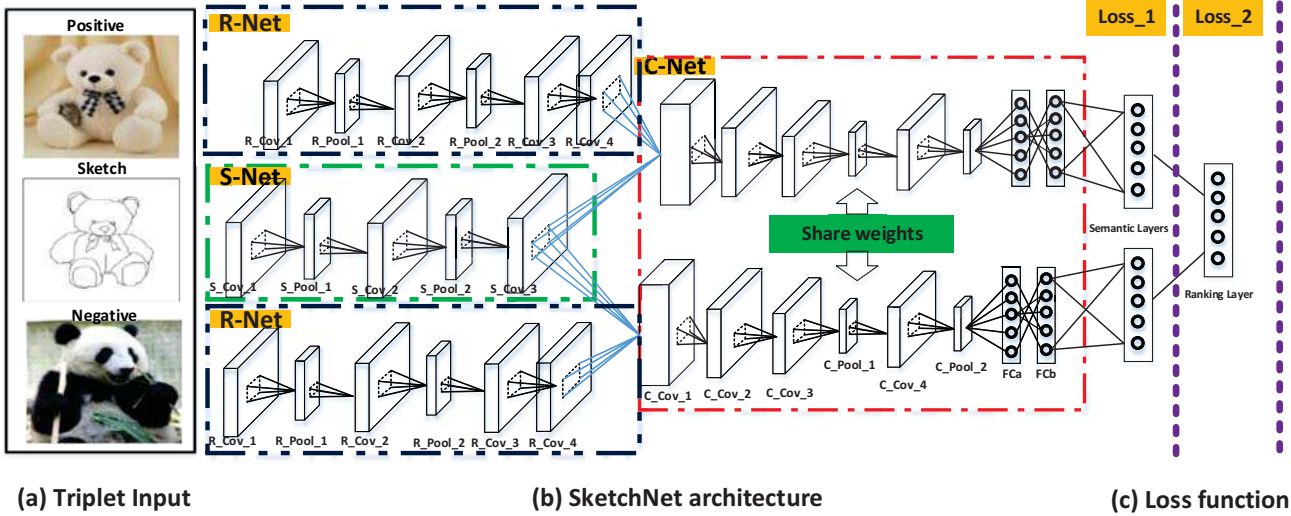 Positive
Sketch
Negative
R-Net
R_Cov_1
R_Pool_1
R_Cov_2
R_Pool_2
R_Cov_3
R_Cov_4
S-Net
S_Cov_1
S_Pool_1
S_Cov_2
S_Pool_2
S_Cov_3
R-Net
R_Cov_1
R_Pool_1
R_Cov_2
R_Pool_2
R_Cov_3
R_Cov_4
C-Net
Share weights
C_Cov_1
C_Cov_2
C_Cov_3
C_Pool_1
C_Cov_4
C_Pool_2
FCa
FCb
Loss_1
Loss_2
Semantic Layers
Ranking Layer
(a) Triplet Input
(b) SketchNet architecture
(c) Loss function